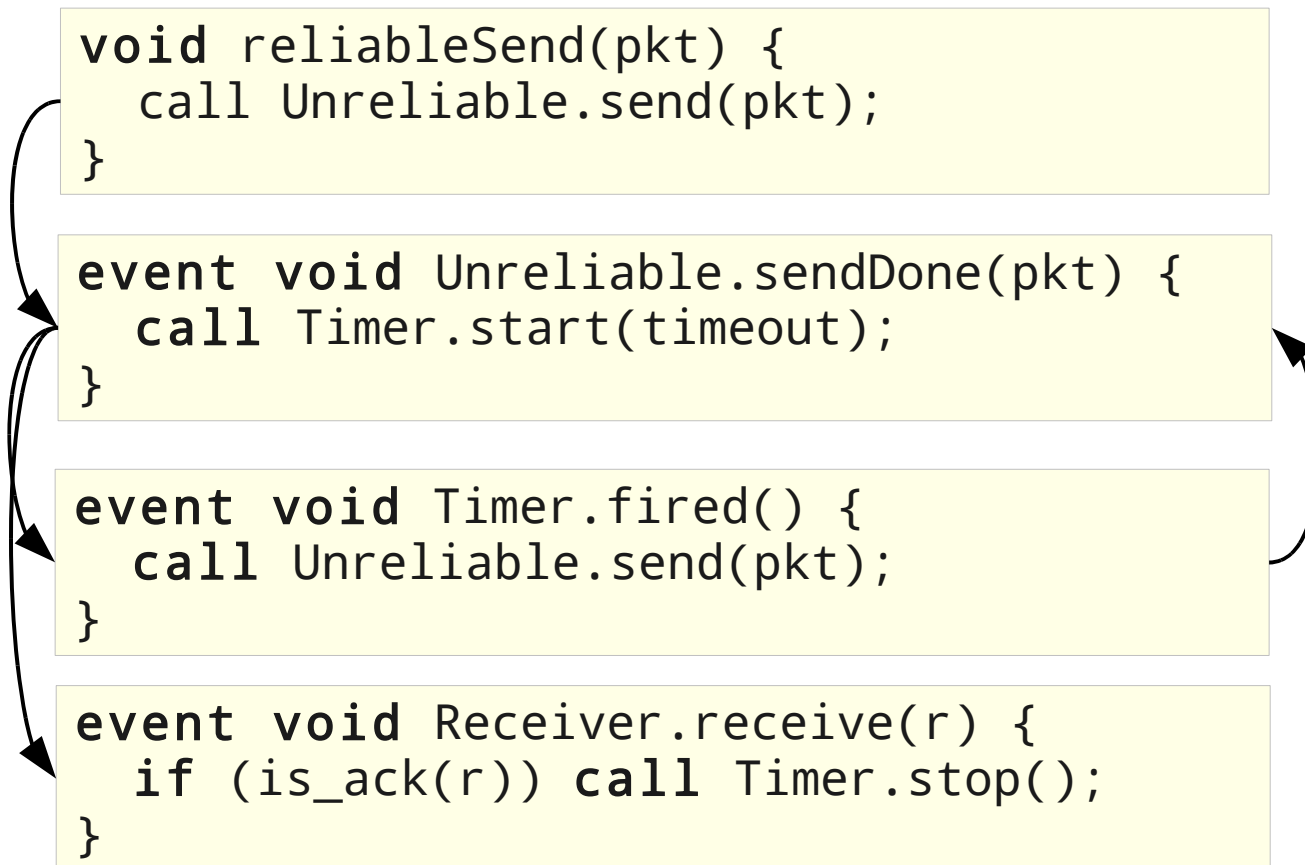 void reliableSend(pkt) {
  call Unreliable.send(pkt);
}
event void Unreliable.sendDone(pkt) {
  call Timer.start(timeout);
}
event void Timer.fired() {
  call Unreliable.send(pkt);
}
event void Receiver.receive(r) {
  if (is_ack(r)) call Timer.stop();
}